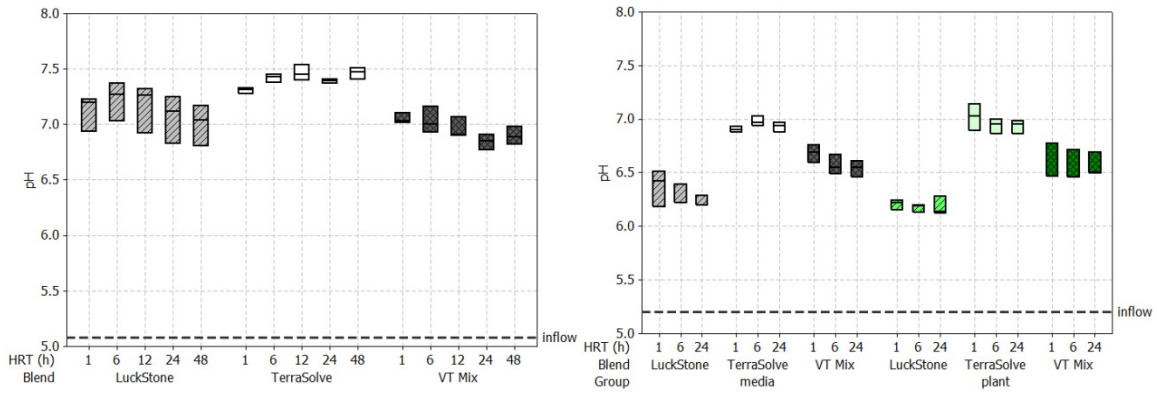 8.0
7.5
7.0
6.5
6.0
5.5
5.0
pH
inflow
HRT (h) 1 6 12 24 48 1 6 12 24 48 1 6 12 24 48
Blend LuckStone TerraSolve VT Mix
8.0
7.5
7.0
6.5
6.0
5.5
5.0
pH
inflow
HRT (h) 1 6 24 1 6 24 1 6 24 1 6 24 1 6 24 1 6 24
Blend LuckStone TerraSolve VT Mix LuckStone TerraSolve VT Mix
Group media plant